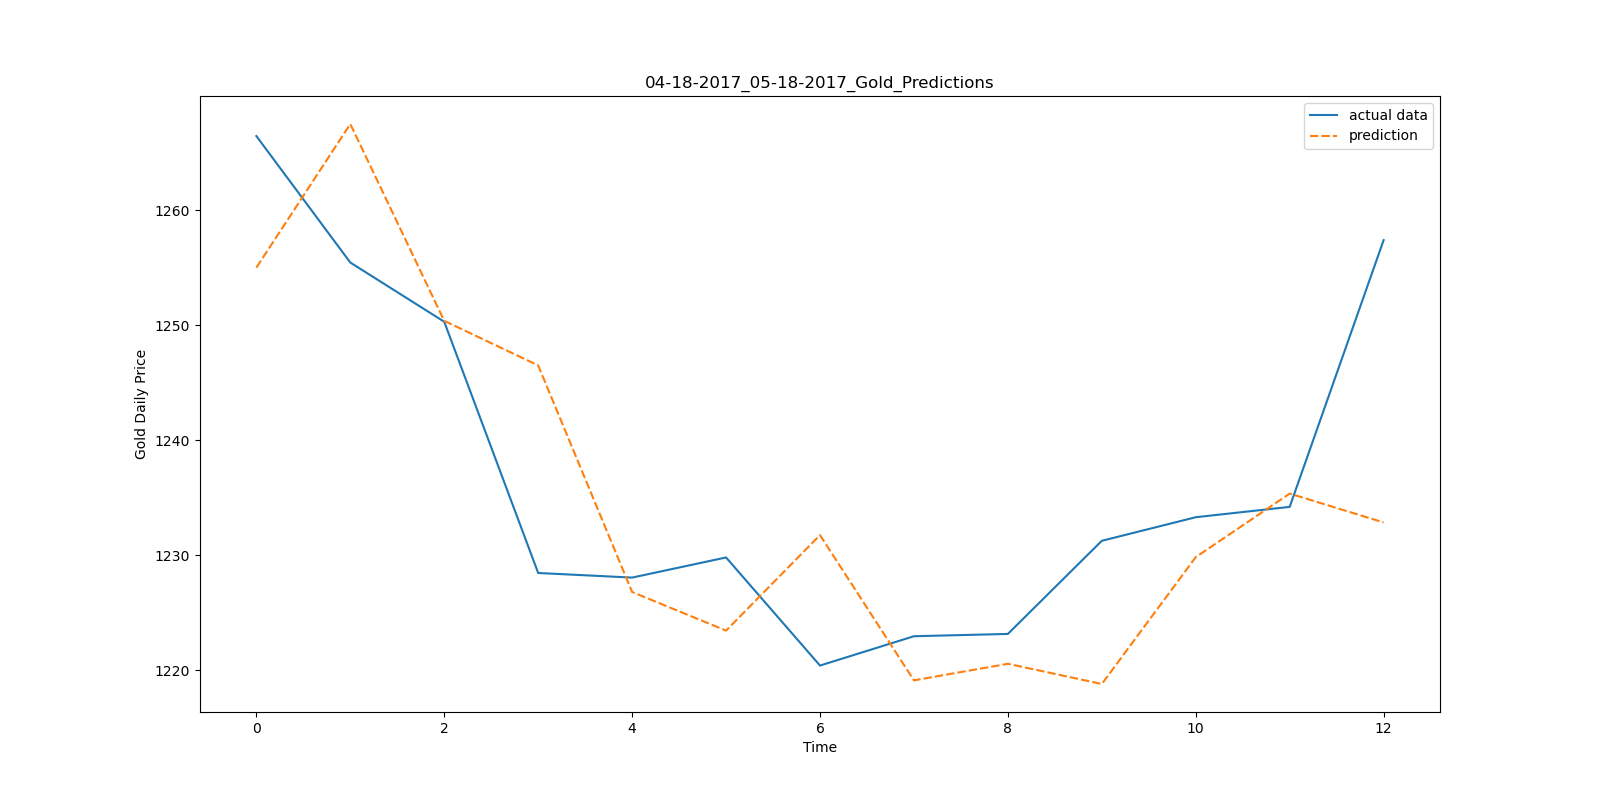 04-18-2017_05-18-2017_Gold_Predictions
actual data
prediction
Gold Daily Price
1260
1250
1240
1230
1220
0 2 4 6 8 10 12
Time